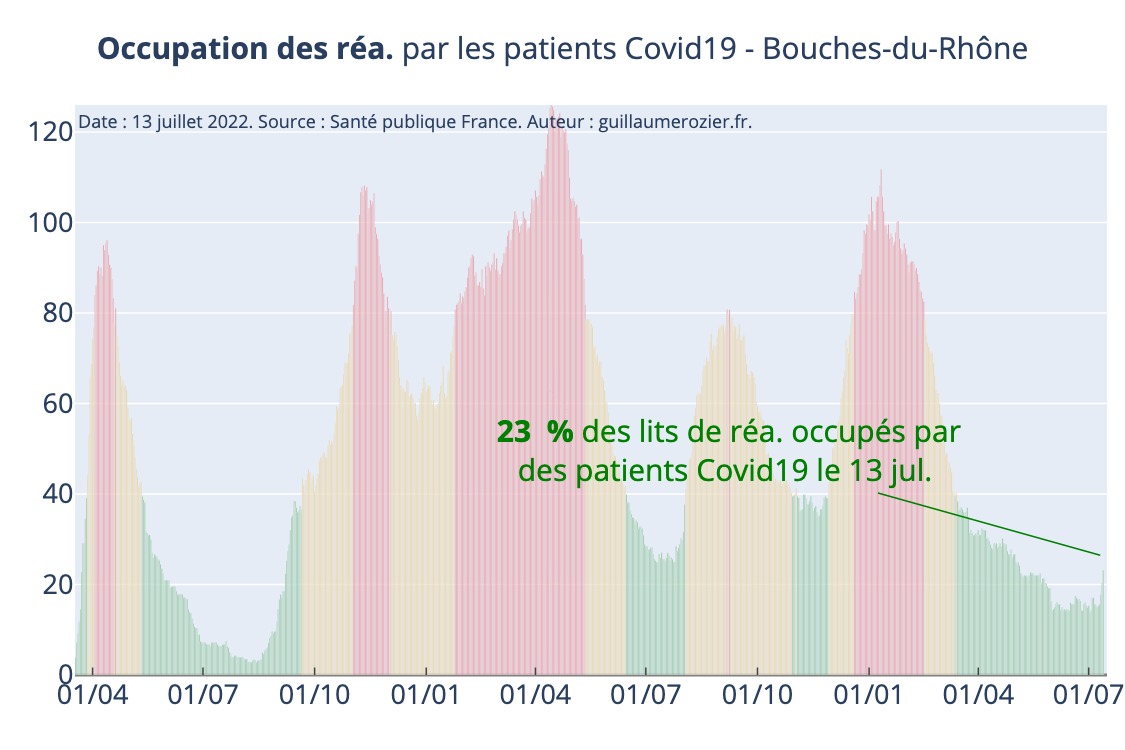 Occupation des réa. par les patients Covid19 - Bouches-du-Rhône
Date : 13 juillet 2022. Source : Santé publique France. Auteur : guillaumerozier.fr.
120
100
80
60
40
20
0
23 % des lits de réa. occupés par
des patients Covid19 le 13 jul.
01/04 01/07 01/10 01/01 01/04 01/07 01/10 01/01 01/04 01/07